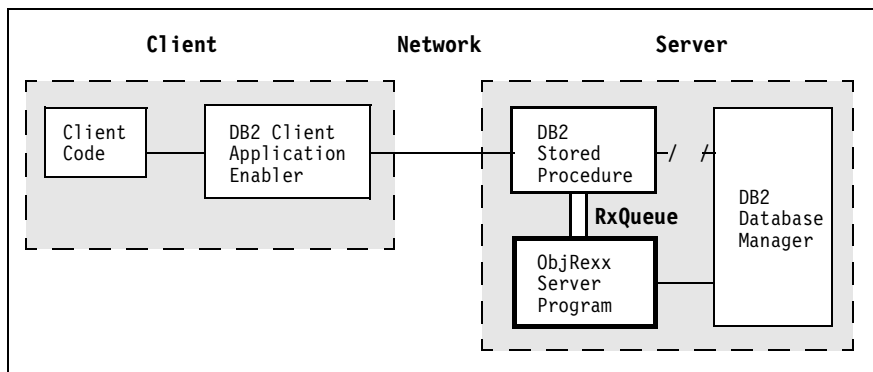 Client
Network
Server
Client
Code
DB2 Client
Application
Enabler
DB2
Stored
Procedure
RxQueue
ObjRexx
Server
Program
DB2
Database
Manager